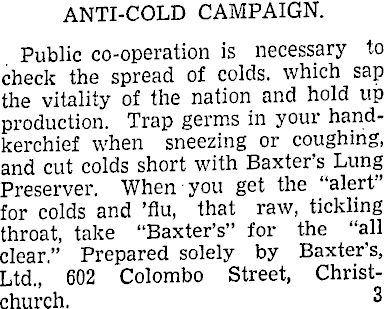 ANTI-COLD CAMPAIGN.
Public co-operation is necessary to
check the spread of colds. which sap
the vitality of the nation and hold up
production. Trap germs in your hand-
kerchief when sneezing or coughing,
and cut colds short with Baxter's Lung
Preserver. When you get the "alert"
for colds and 'flu, that raw, tickling
throat, take "Baxter's" for the "all
clear." Prepared solely by Baxter's,
Ltd., 602 Colombo Street, Christ-
church. 3